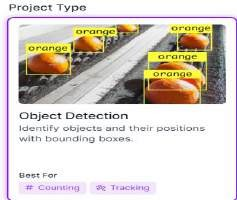 Project Type
orange
orange
orange
orange
orange
Object Detection
Identify objects and their positions
with bounding boxes.
Best For
# Counting
Tracking